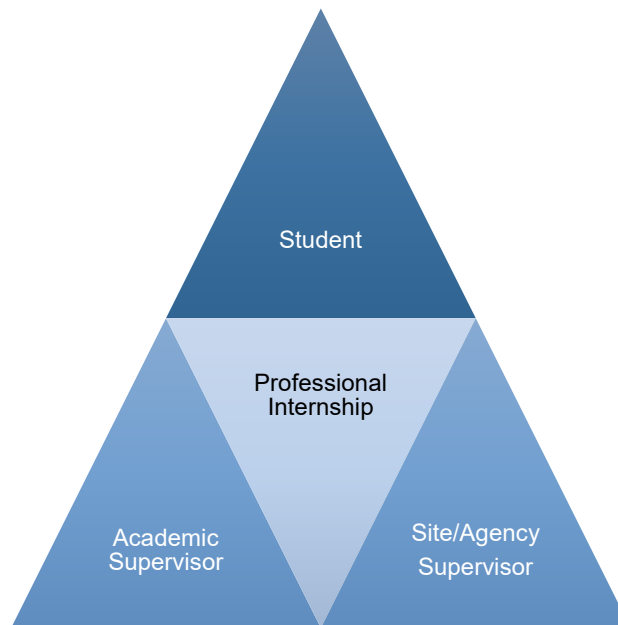 Student
Professional
Internship
Academic
Supervisor
Site/Agency
Supervisor